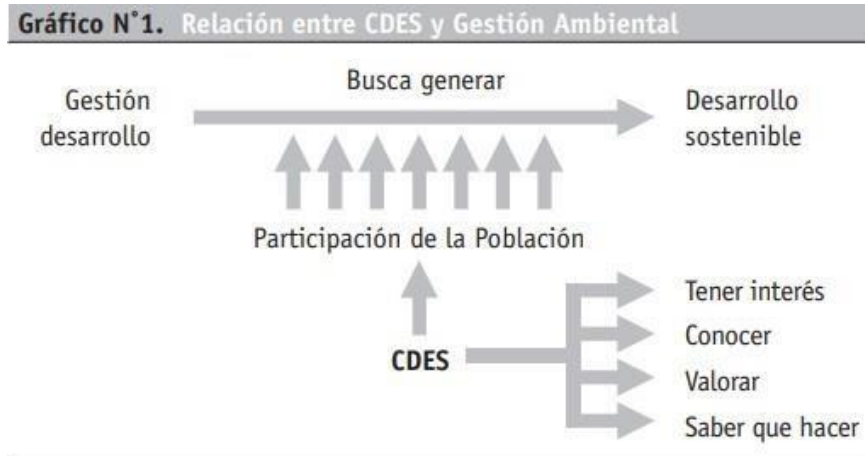 Gráfico N°1. Relación entre CDES y Gestión Ambiental
Busca generar
Gestión
desarrollo
Desarrollo
sostenible
Participación de la Población
CDES
Tener interés
Conocer
Valorar
Saber que hacer